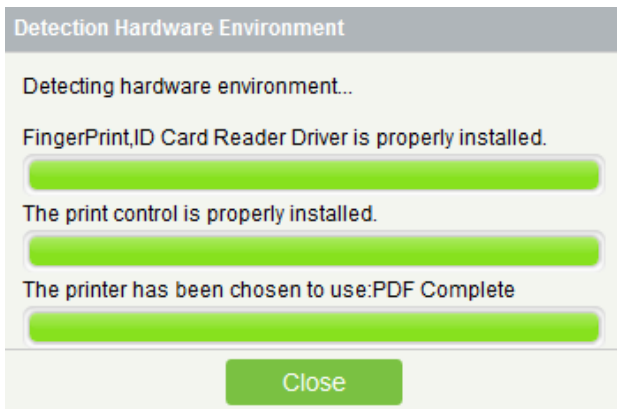 Detection Hardware Environment
Detecting hardware environment...
FingerPrint,ID Card Reader Driver is properly installed.
The print control is properly installed.
The printer has been chosen to use:PDF Complete
Close